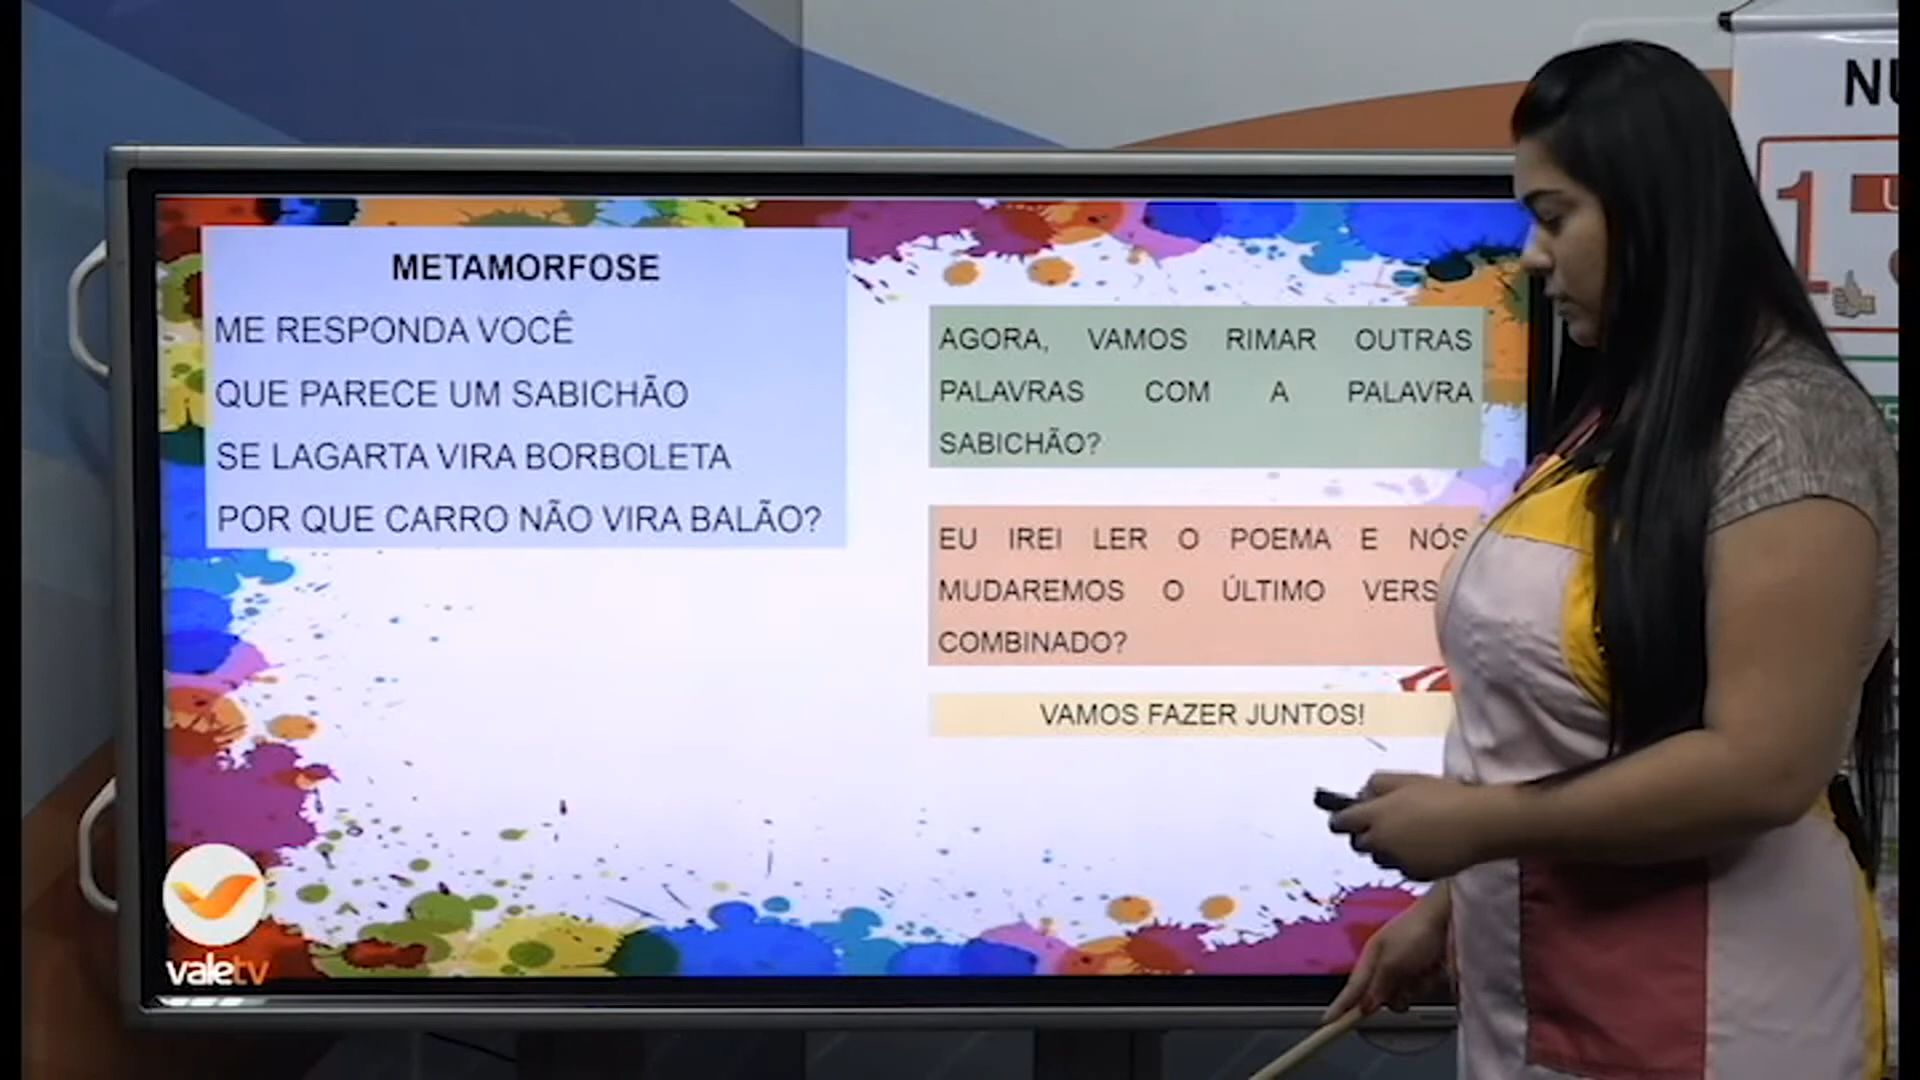 METAMORFOSE
ME RESPONDA VOCÊ
QUE PARECE UM SABICHÃO
SE LAGARTA VIRA BORBOLETA
POR QUE CARRO NÃO VIRA BALÃO?
AGORA, VAMOS RIMAR OUTRAS
PALAVRAS COM A PALAVRA
SABICHÃO?
EU IREI LER O POEMA E NÓS
MUDAREMOS O ÚLTIMO VERS
COMBINADO?
VAMOS FAZER JUNTOS!
valetv
NU
1
U